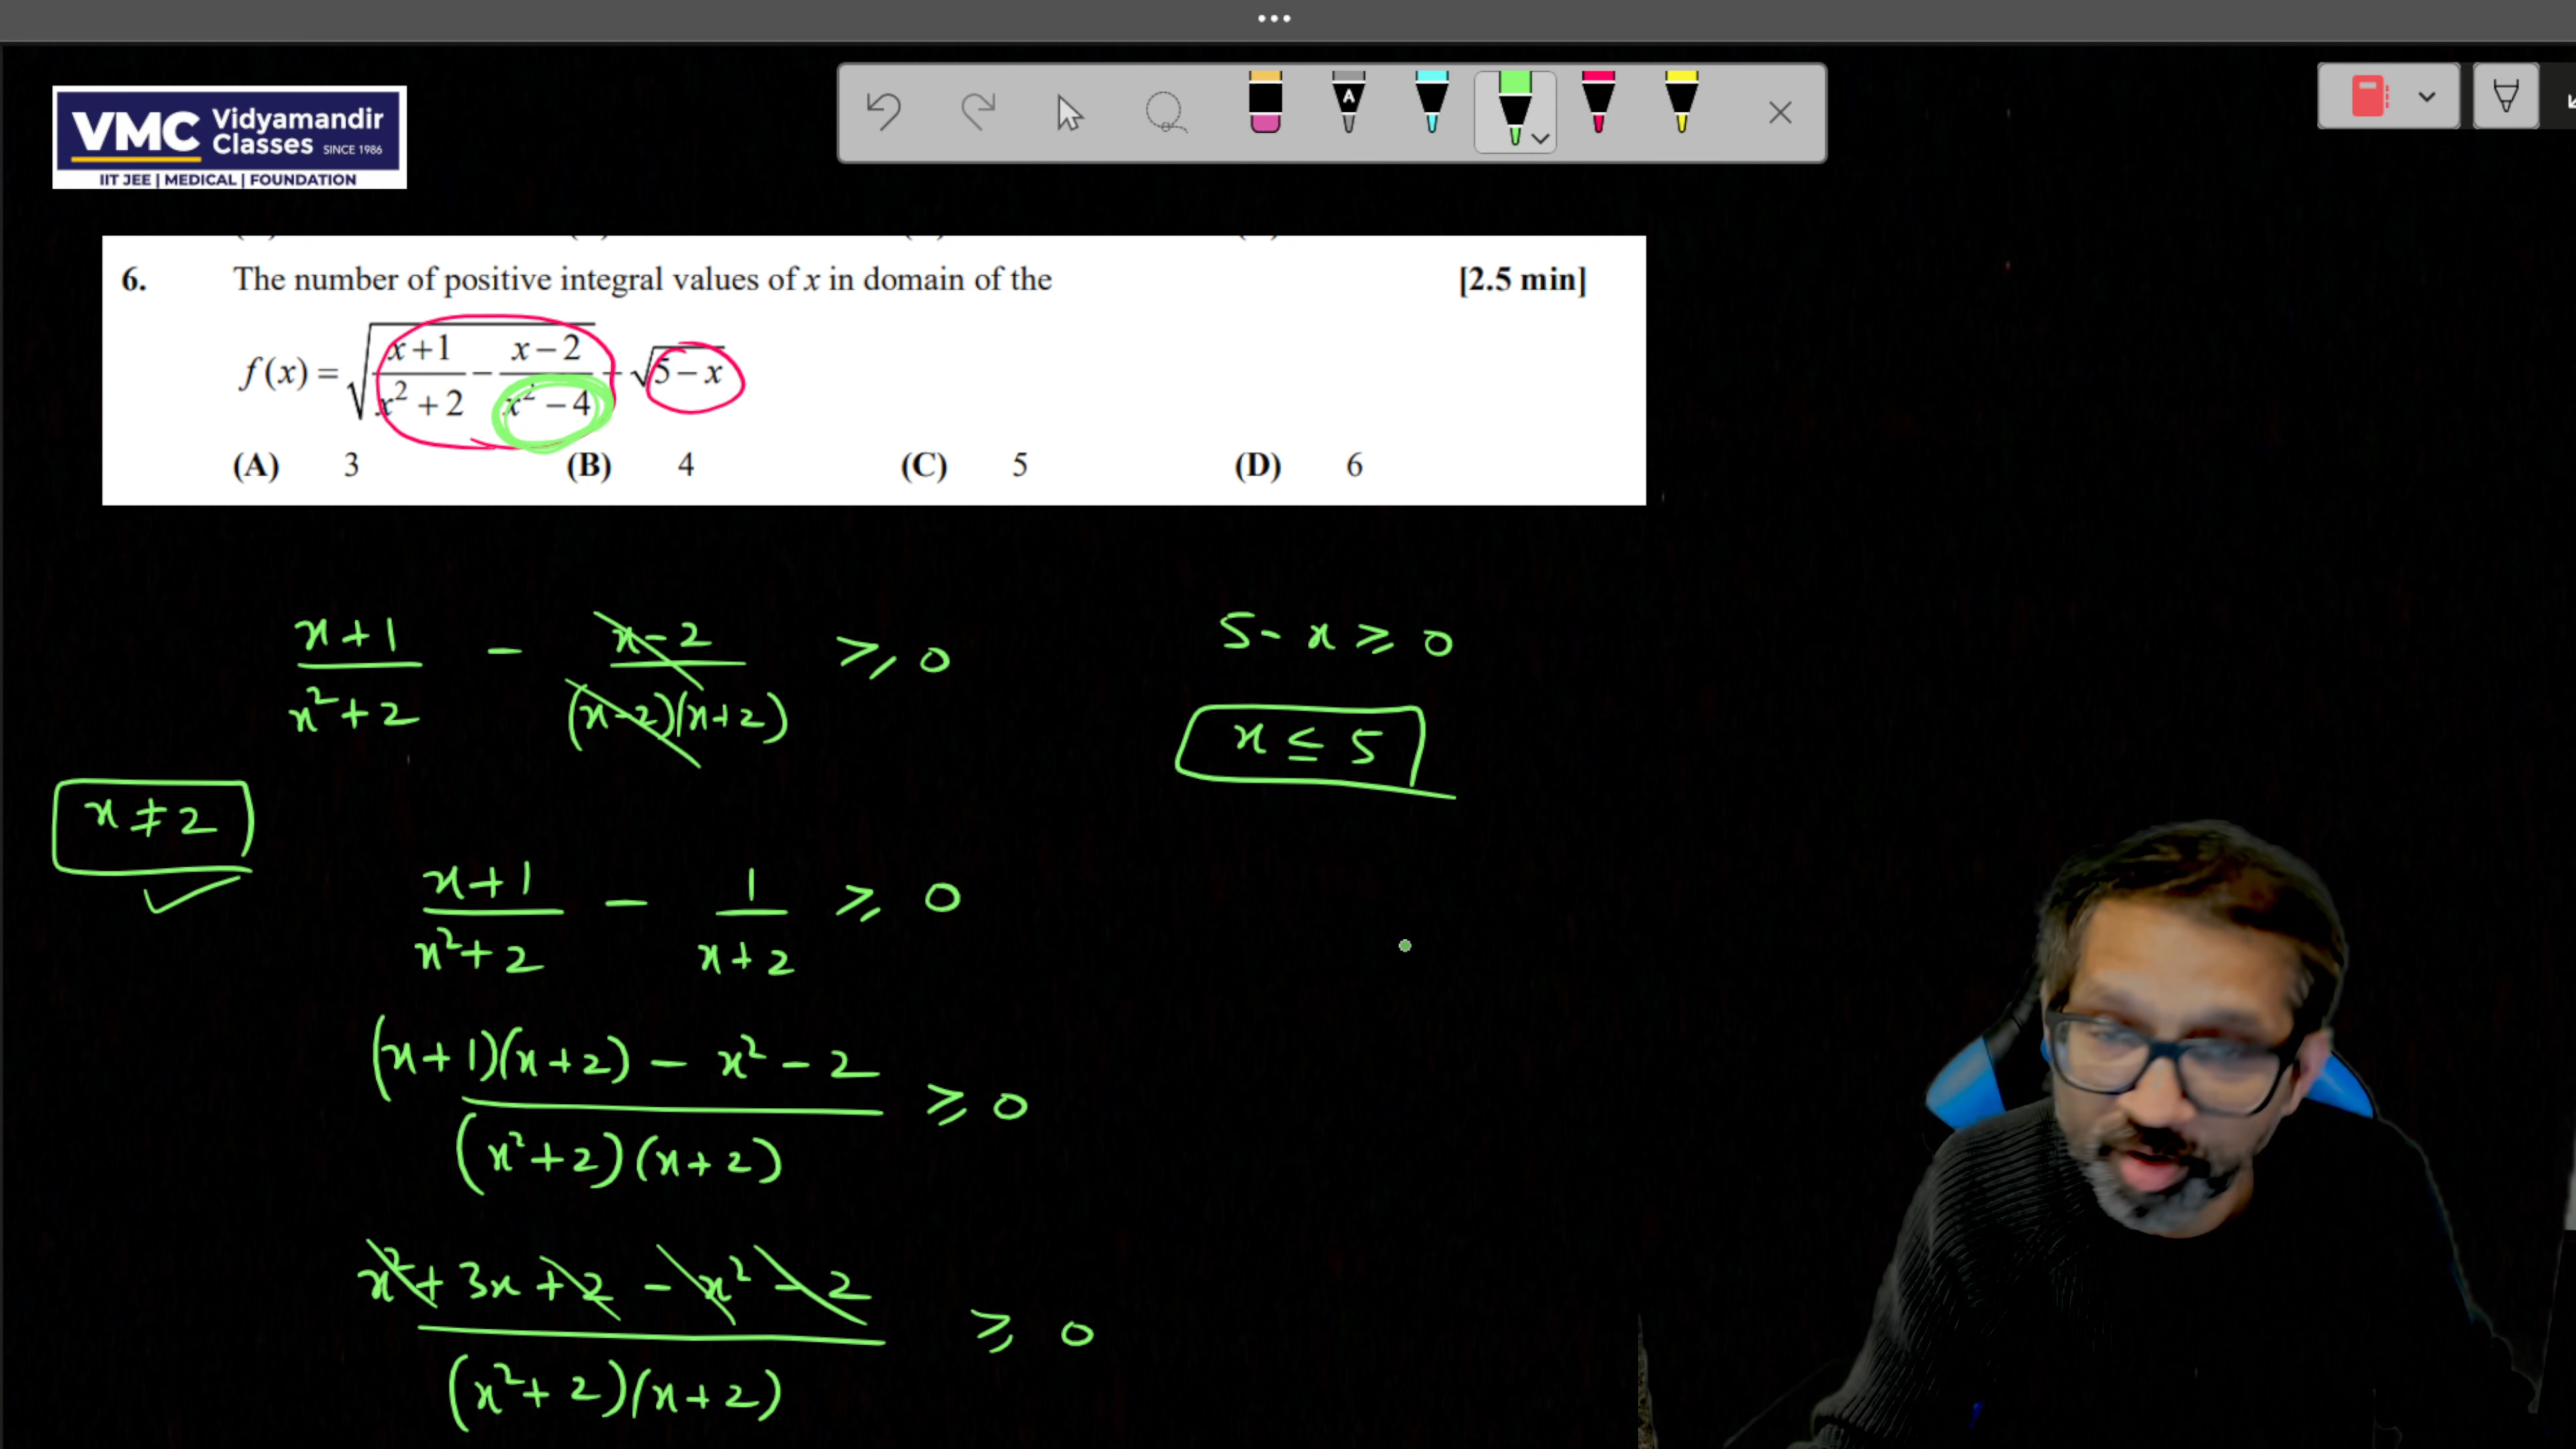 •••
VMC Vidyamandir Classes SINCE 1986
IIT JEE | MEDICAL | FOUNDATION
A
6. The number of positive integral values of x in domain of the [2.5 min]
f(x) = √((x+1)/(x²+2) − (x−2)/(x²−4)) − √(5−x)
(A) 3 (B) 4 (C) 5 (D) 6
(x+1)/(x²+2) − (x−2)/((x−2)(x+2)) ≥ 0
5 − x ≥ 0
x ≤ 5
x ≠ 2
(x+1)/(x²+2) − 1/(x+2) ≥ 0
((x+1)(x+2) − x² − 2)/((x²+2)(x+2)) ≥ 0
(x² + 3x + 2 − x² − 2)/((x²+2)(x+2)) ≥ 0